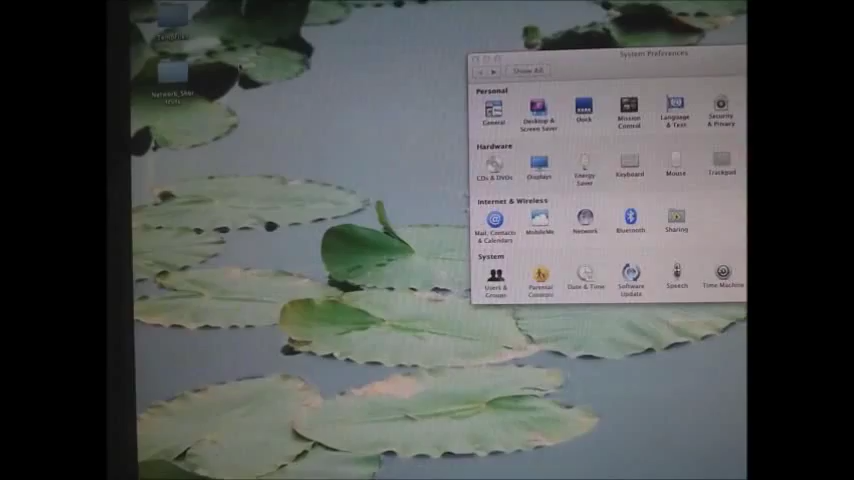 System Preferences
Show All
Personal
General
Desktop & Screen Saver
Dock
Mission Control
Language & Text
Security & Privacy
Hardware
CDs & DVDs
Displays
Energy Saver
Keyboard
Mouse
Trackpad
Internet & Wireless
Mail, Contacts & Calendars
MobileMe
Network
Bluetooth
Sharing
System
Users & Groups
Parental Controls
Date & Time
Software Update
Speech
Time Machine